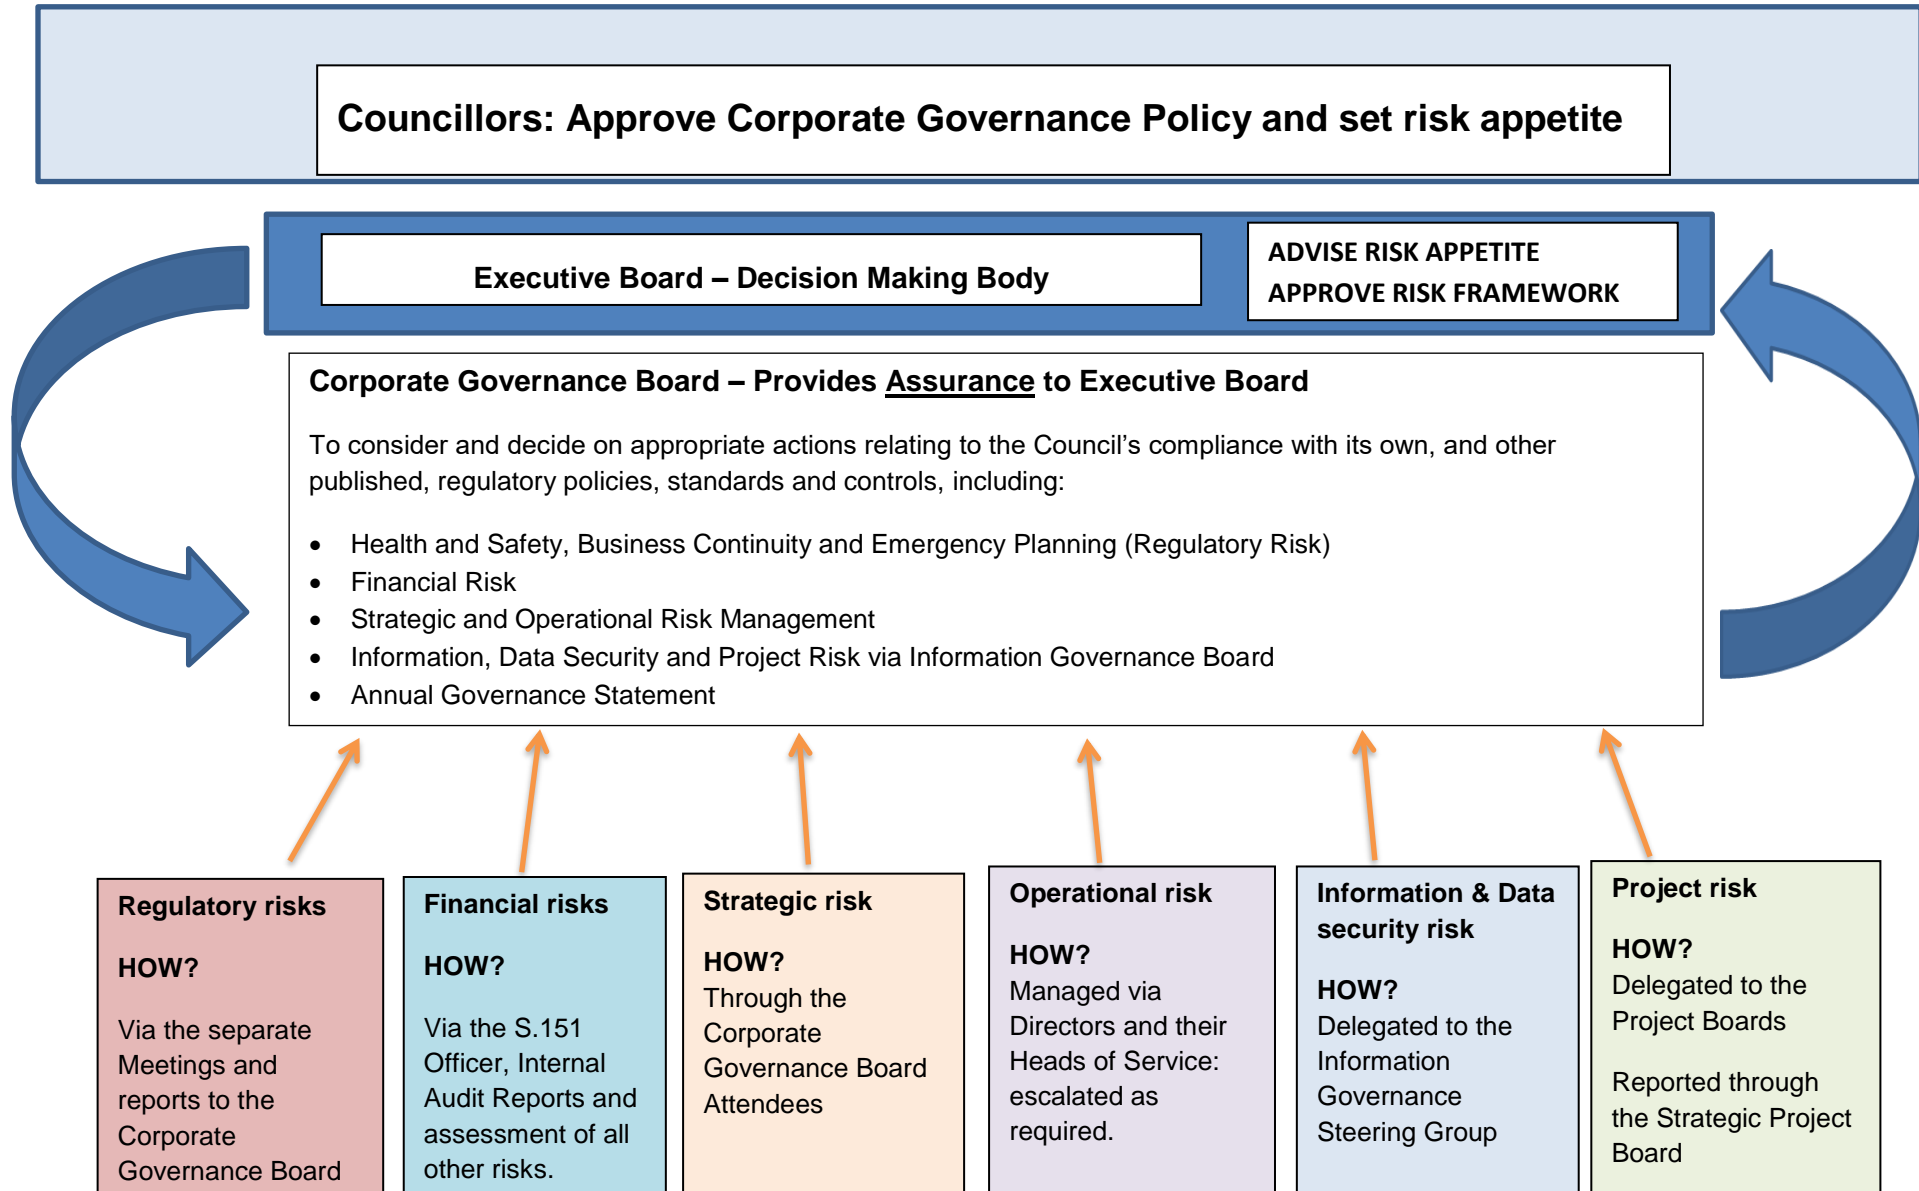 Councillors: Approve Corporate Governance Policy and set risk appetite
Executive Board – Decision Making Body
ADVISE RISK APPETITE
APPROVE RISK FRAMEWORK
Corporate Governance Board – Provides Assurance to Executive Board
To consider and decide on appropriate actions relating to the Council’s compliance with its own, and other
published, regulatory policies, standards and controls, including:
• Health and Safety, Business Continuity and Emergency Planning (Regulatory Risk)
• Financial Risk
• Strategic and Operational Risk Management
• Information, Data Security and Project Risk via Information Governance Board
• Annual Governance Statement
Regulatory risks
HOW?
Via the separate
Meetings and
reports to the
Corporate
Governance Board
Financial risks
HOW?
Via the S.151
Officer, Internal
Audit Reports and
assessment of all
other risks.
Strategic risk
HOW?
Through the
Corporate
Governance Board
Attendees
Operational risk
HOW?
Managed via
Directors and their
Heads of Service:
escalated as
required.
Information & Data
security risk
HOW?
Delegated to the
Information
Governance
Steering Group
Project risk
HOW?
Delegated to the
Project Boards
Reported through
the Strategic Project
Board